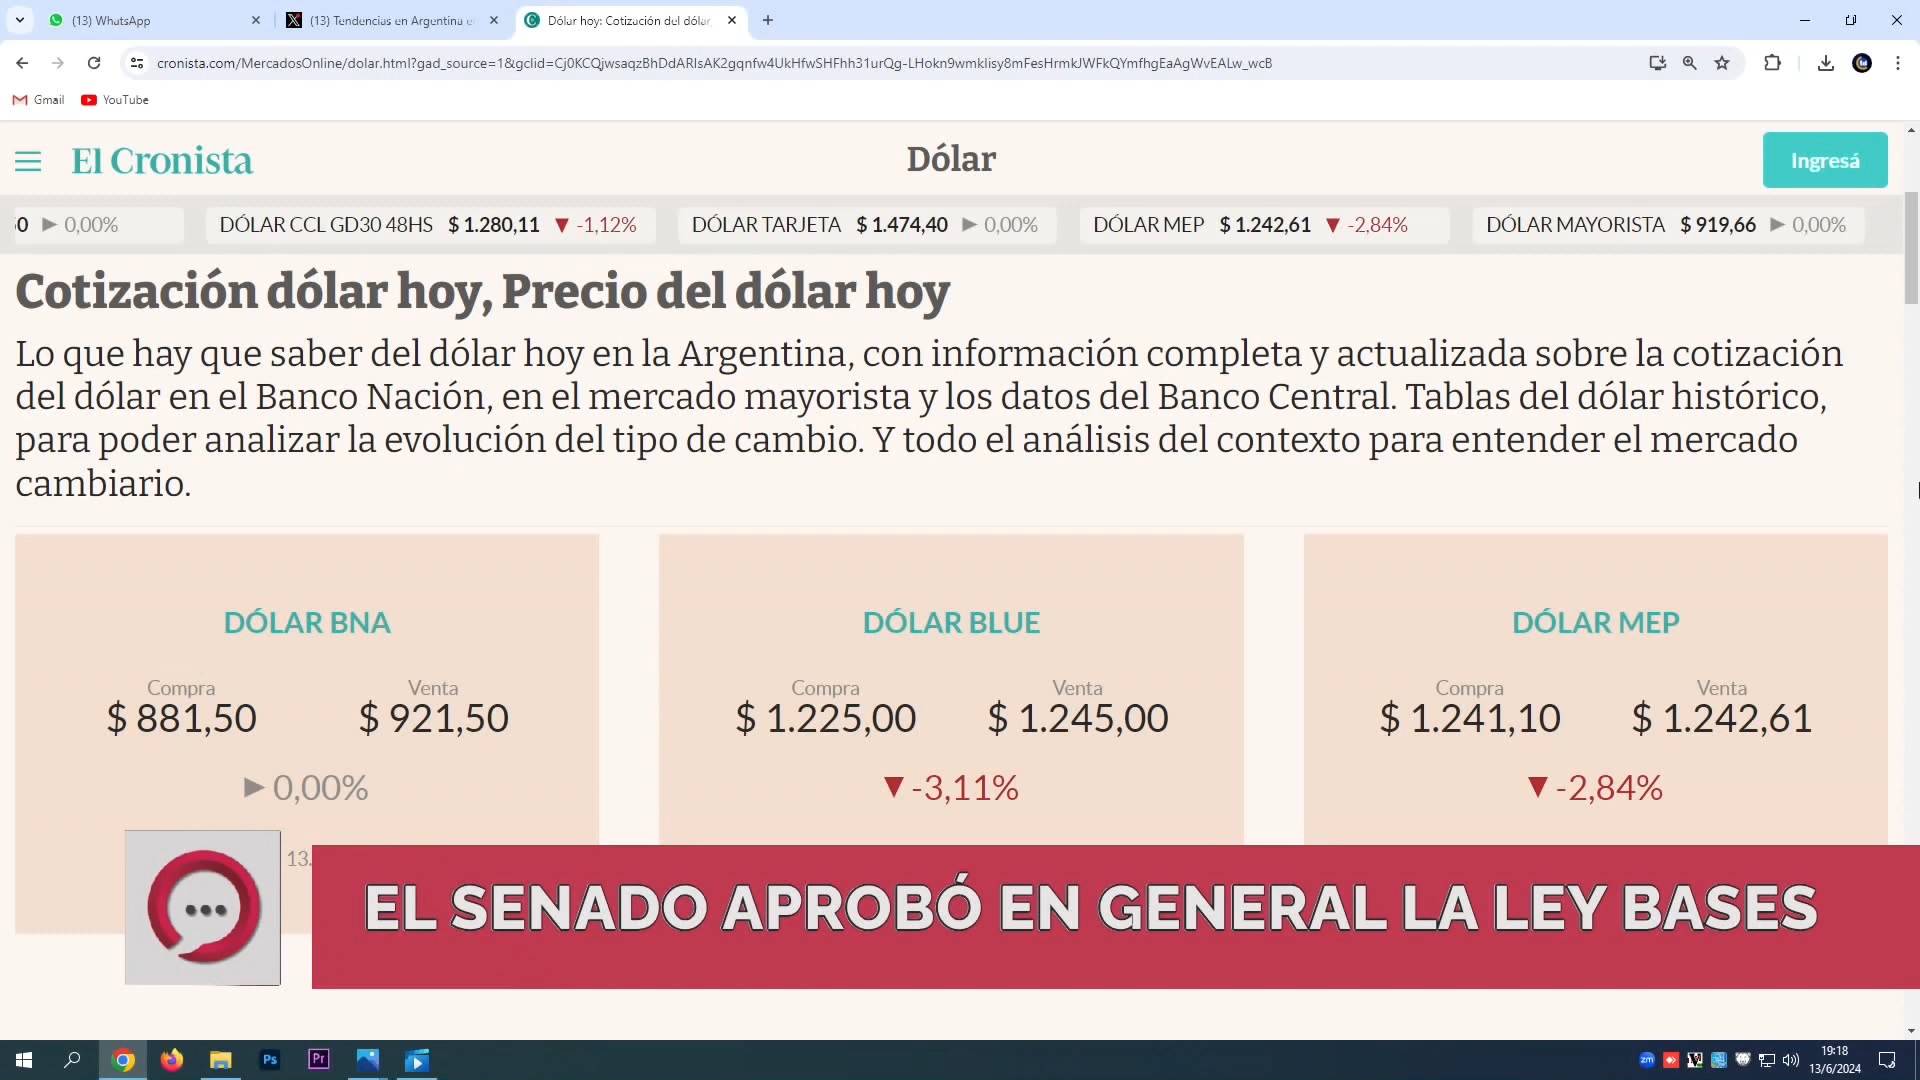 (13) WhatsApp
(13) Tendencias en Argentina e
Dólar hoy: Cotización del dólar
cronista.com/MercadosOnline/dolar.html?gad_source=1&gclid=Cj0KCQjwsaqzBhDdARIsAK2gqnfw4UkHfwSHFhh31urQg-LHokn9wmklisy8mFesHrmkJWFkQYmfhgEaAgWvEALw_wcB
Gmail YouTube
El Cronista
Dólar
Ingresá
0 ▶ 0,00%
DÓLAR CCL GD30 48HS $ 1.280,11 ▼ -1,12%
DÓLAR TARJETA $ 1.474,40 ▶ 0,00%
DÓLAR MEP $ 1.242,61 ▼ -2,84%
DÓLAR MAYORISTA $ 919,66 ▶ 0,00%
Cotización dólar hoy, Precio del dólar hoy
Lo que hay que saber del dólar hoy en la Argentina, con información completa y actualizada sobre la cotización
del dólar en el Banco Nación, en el mercado mayorista y los datos del Banco Central. Tablas del dólar histórico,
para poder analizar la evolución del tipo de cambio. Y todo el análisis del contexto para entender el mercado
cambiario.
DÓLAR BNA
Compra Venta
$ 881,50 $ 921,50
▶ 0,00%
13.
DÓLAR BLUE
Compra Venta
$ 1.225,00 $ 1.245,00
▼ -3,11%
DÓLAR MEP
Compra Venta
$ 1.241,10 $ 1.242,61
▼ -2,84%
EL SENADO APROBÓ EN GENERAL LA LEY BASES
Ps
Pr
zm
19:18
13/6/2024